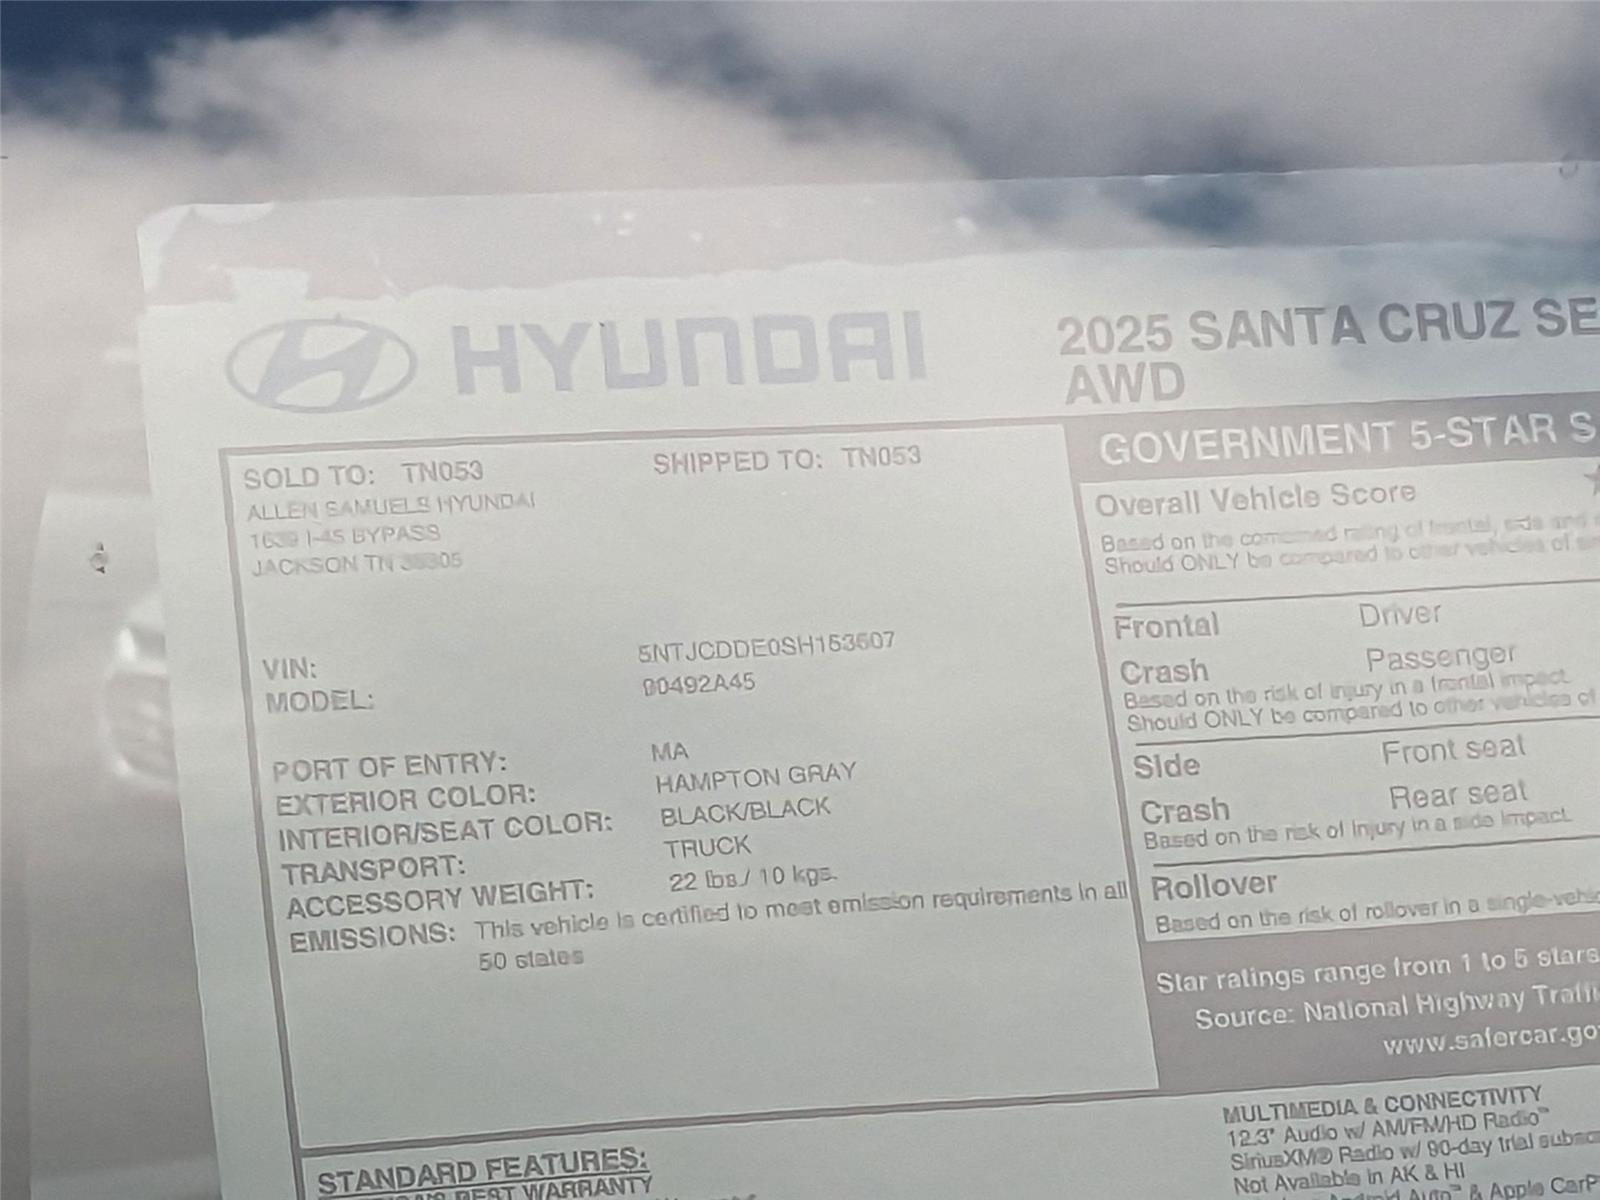 HYUNDAI
2025 SANTA CRUZ SE
AWD
SOLD TO: TN053 SHIPPED TO: TN053
ALLEN SAMUELS HYUNDAI
BYPASS
JACKSON TN
VIN: 
MODEL: 
PORT OF ENTRY: MA
EXTERIOR COLOR: HAMPTON GRAY
INTERIOR/SEAT COLOR: BLACK/BLACK
TRANSPORT: TRUCK
ACCESSORY WEIGHT: 22 lbs./ 10 kgs.
EMISSIONS: This vehicle is certified to meet emission requirements in all
50 states
GOVERNMENT 5-STAR S
Overall Vehicle Score
Based on the combined rating of frontal, side and
Should ONLY be compared to other vehicles of
Frontal Driver
Crash Passenger
Based on the risk of injury in a frontal impact.
Should ONLY be compared to other vehicles of
Side Front seat
Crash Rear seat
Based on the risk of injury in a side impact.
Rollover
Based on the risk of rollover in a single-vehic
Star ratings range from 1 to 5 stars
Source: National Highway Traffi
www.safercar.go
STANDARD FEATURES:
BEST WARRANTY
MULTIMEDIA & CONNECTIVITY
12.3" Audio w/ AM/FM/HD Radio™
SiriusXM® Radio w/ 90-day trial subsc
Not Available in AK & HI
Android Auto™ & Apple CarP